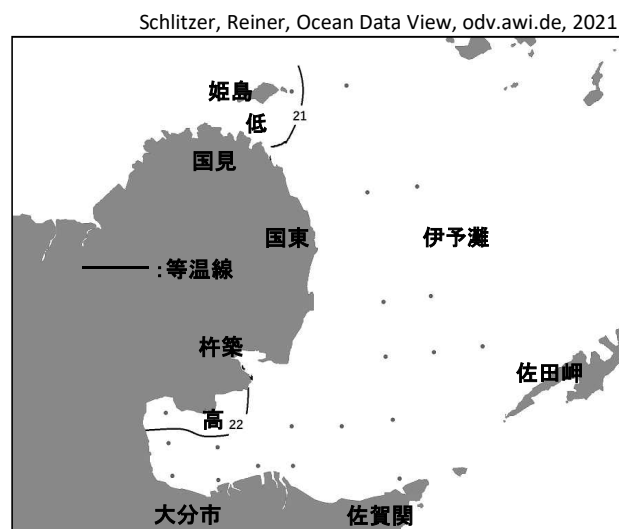 Schlitzer, Reiner, Ocean Data View, odv.awi.de, 2021
姫島
21
低
国見
国東
伊予灘
:等温線
杵築
佐田岬
高
22
大分市
佐賀関